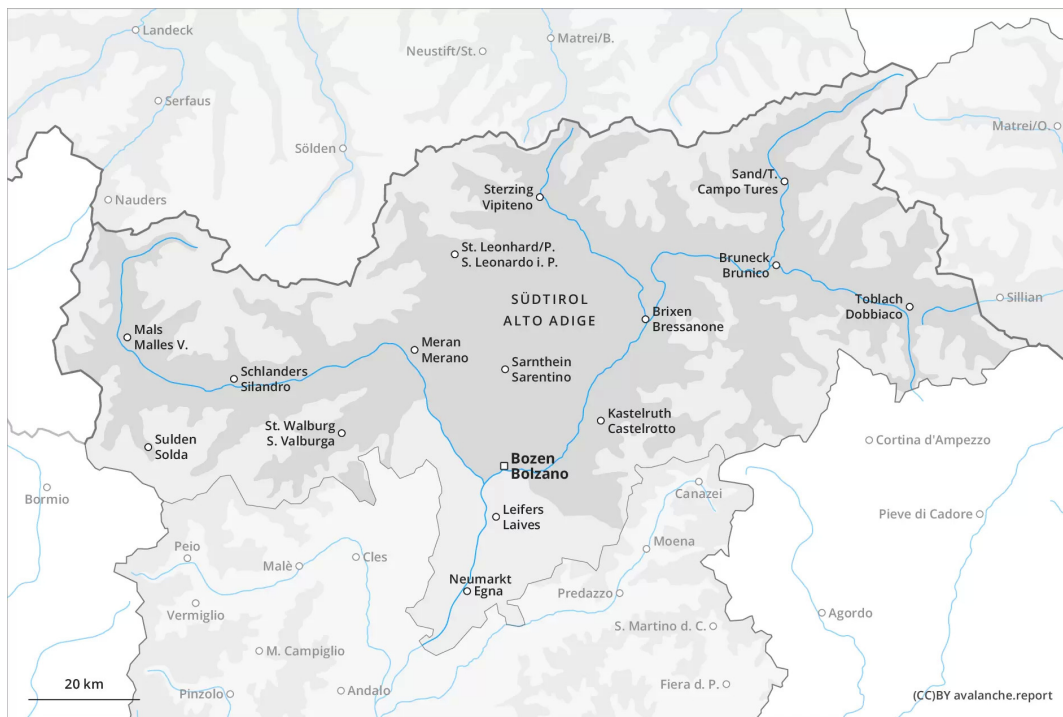 Landeck
Matrei/B.
Neustift/St.
Serfaus
Matrei/O.
Sölden
Sand/T.
Campo Tures
Sterzing
Vipiteno
Nauders
St. Leonhard/P.
S. Leonardo i. P.
Bruneck
Brunico
SÜDTIROL
ALTO ADIGE
Toblach
Dobbiaco
Sillian
Brixen
Bressanone
Mals
Malles V.
Meran
Merano
Sarnthein
Sarentino
Schlanders
Silandro
Kastelruth
Castelrotto
St. Walburg
S. Valburga
Sulden
Solda
Cortina d'Ampezzo
Bozen
Bolzano
Bormio
Canazei
Leifers
Laives
Pieve di Cadore
Peio
Moena
Cles
Malè
Neumarkt
Egna
Predazzo
Vermiglio
Agordo
S. Martino d. C.
M. Campiglio
20 km
Pinzolo
Andalo
Fiera d. P.
(CC)BY avalanche.report